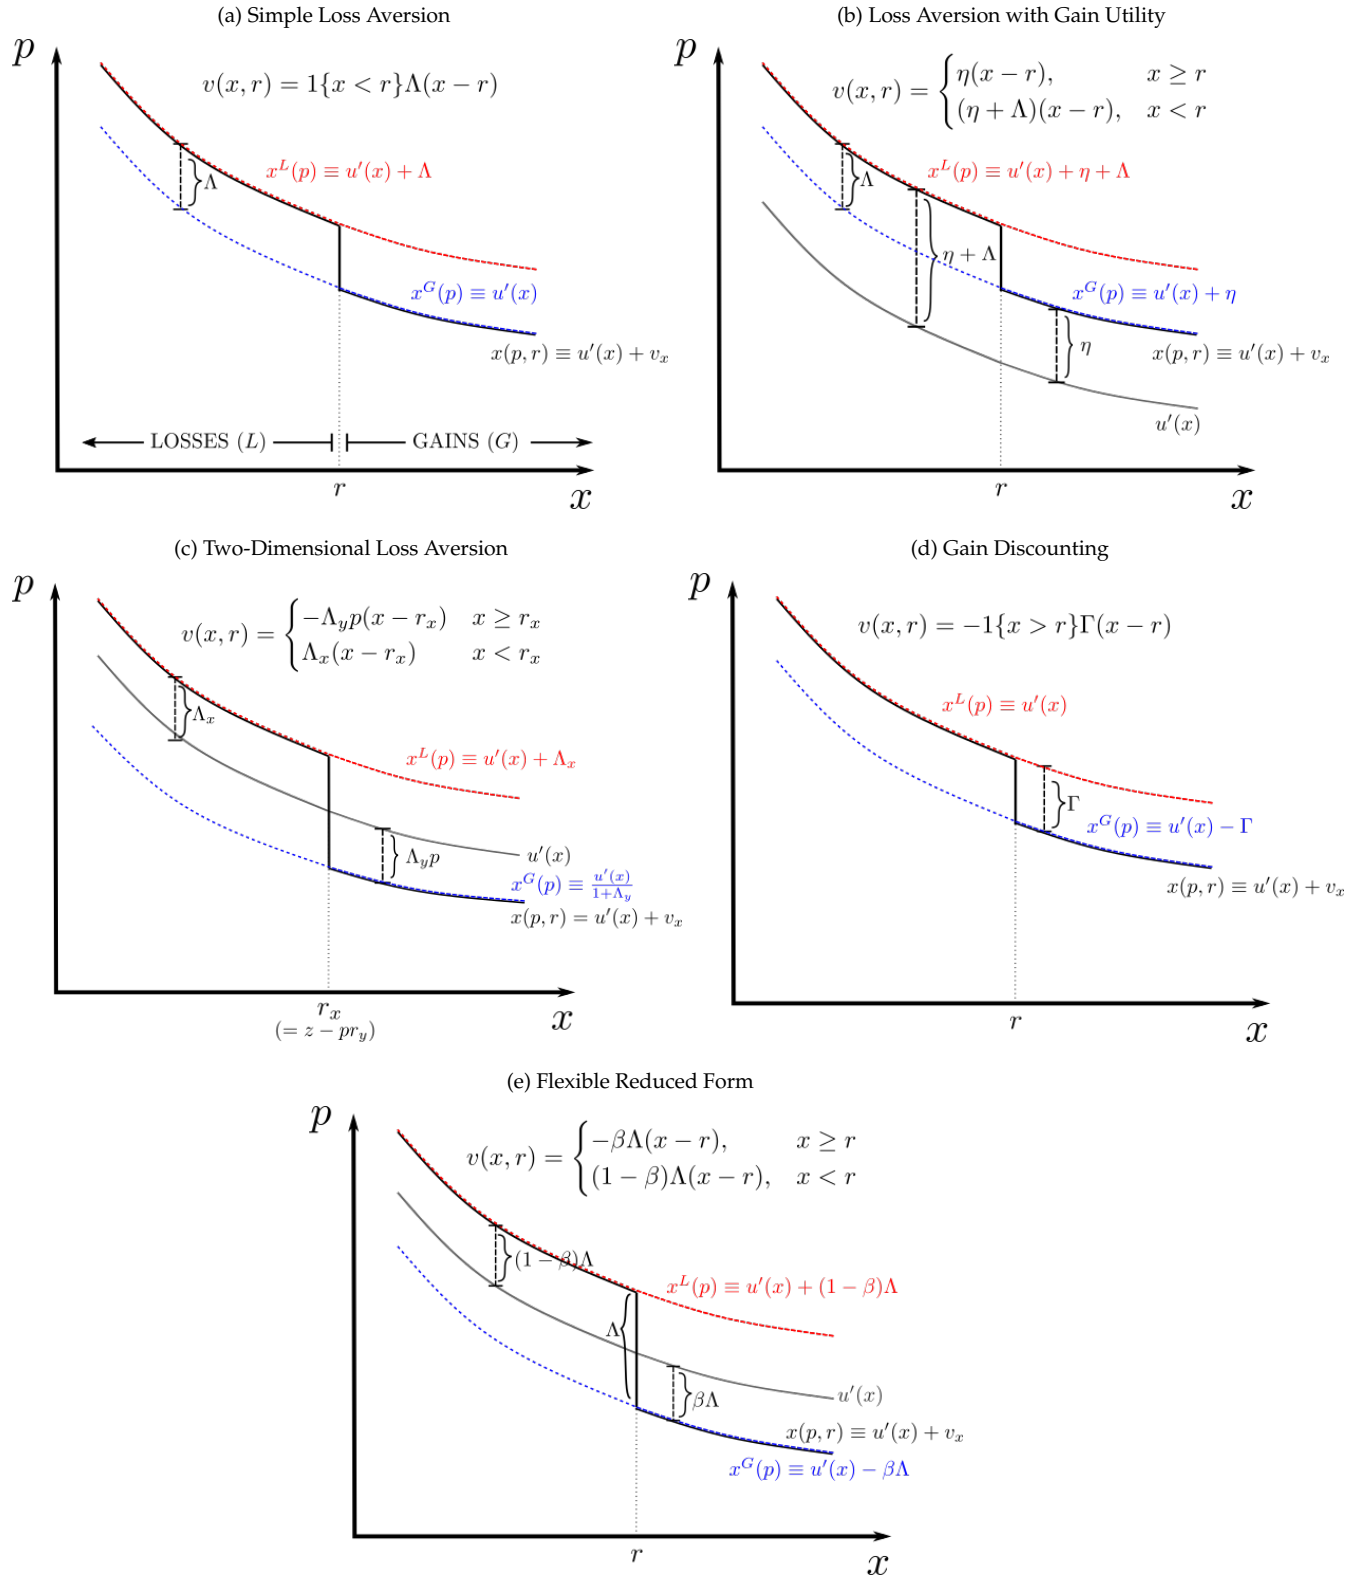 (a) Simple Loss Aversion
p
v(x, r) = 1{x < r}Λ(x − r)
Λ
x^L(p) ≡ u′(x) + Λ
x^G(p) ≡ u′(x)
x(p, r) ≡ u′(x) + v_x
LOSSES (L)
GAINS (G)
r
x
(b) Loss Aversion with Gain Utility
p
v(x, r) = { η(x − r), x ≥ r
(η + Λ)(x − r), x < r
Λ
x^L(p) ≡ u′(x) + η + Λ
η + Λ
x^G(p) ≡ u′(x) + η
η
x(p, r) ≡ u′(x) + v_x
u′(x)
r
x
(c) Two-Dimensional Loss Aversion
p
v(x, r) = { −Λ_y p(x − r_x) x ≥ r_x
Λ_x(x − r_x) x < r_x
Λ_x
x^L(p) ≡ u′(x) + Λ_x
Λ_y p
u′(x)
x^G(p) ≡ u′(x)/(1+Λ_y)
x(p, r) = u′(x) + v_x
r_x
(= z − pr_y)
x
(d) Gain Discounting
p
v(x, r) = −1{x > r}Γ(x − r)
x^L(p) ≡ u′(x)
Γ
x^G(p) ≡ u′(x) − Γ
x(p, r) ≡ u′(x) + v_x
r
x
(e) Flexible Reduced Form
p
v(x, r) = { −βΛ(x − r), x ≥ r
(1 − β)Λ(x − r), x < r
(1 − β)Λ
x^L(p) ≡ u′(x) + (1 − β)Λ
Λ
βΛ
u′(x)
x(p, r) ≡ u′(x) + v_x
x^G(p) ≡ u′(x) − βΛ
r
x